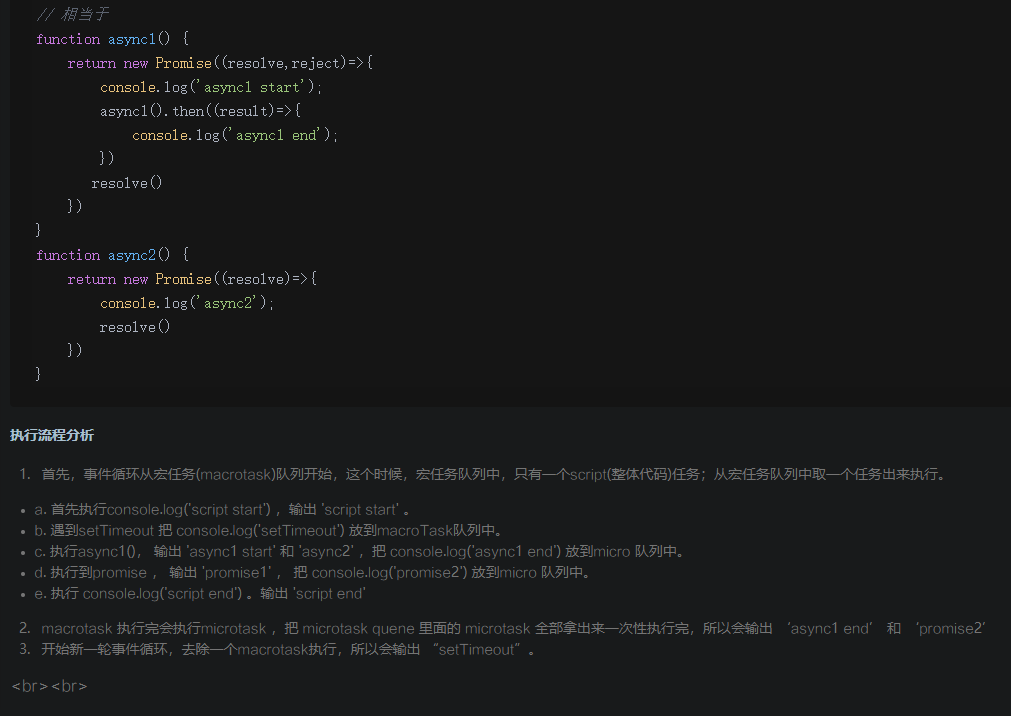 // 相当于
function async1() {
return new Promise((resolve,reject)=>{
console.log('async1 start');
async1().then((result)=>{
console.log('async1 end');
})
resolve()
})
}
function async2() {
return new Promise((resolve)=>{
console.log('async2');
resolve()
})
}
执行流程分析
1. 首先，事件循环从宏任务(macrotask)队列开始，这个时候，宏任务队列中，只有一个script(整体代码)任务；从宏任务队列中取一个任务出来执行。
• a. 首先执行console.log('script start') ，输出 'script start' 。
• b. 遇到setTimeout 把 console.log('setTimeout') 放到macroTask队列中。
• c. 执行async1()， 输出 'async1 start' 和 'async2' ，把 console.log('async1 end') 放到micro 队列中。
• d. 执行到promise ， 输出 'promise1' ， 把 console.log('promise2') 放到micro 队列中。
• e. 执行 console.log('script end') 。输出 'script end'
2. macrotask 执行完会执行microtask ，把 microtask quene 里面的 microtask 全部拿出来一次性执行完，所以会输出 ‘async1 end’ 和 ‘promise2’
3. 开始新一轮事件循环，去除一个macrotask执行，所以会输出 “setTimeout” 。
<br><br>